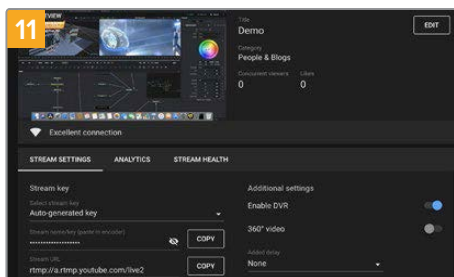 11
Title
Demo
EDIT
Category
People & Blogs
Concurrent viewers Likes
0 0
Excellent connection
STREAM SETTINGS ANALYTICS STREAM HEALTH
Stream key
Additional settings
Select stream key
Auto-generated key
Enable DVR
Stream name/key (paste in encoder)
COPY
360° video
Stream URL
rtmp://a.rtmp.youtube.com/live2
COPY
Added delay
None